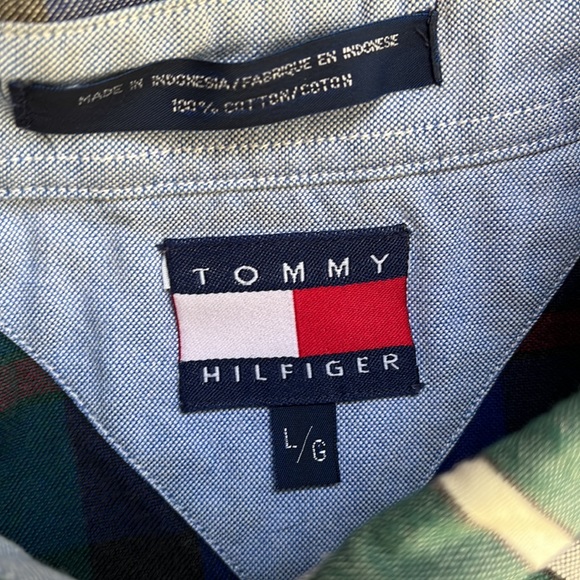 MADE IN INDONESIA/FABRIQUE EN INDONESIE
100% COTTON/COTON
TOMMY
HILFIGER
L/G